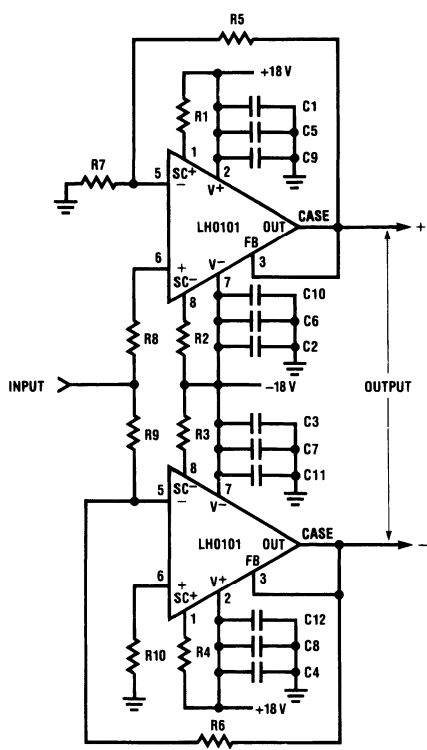 R5
+18 V
R1
C1
C5
C9
R7
1
2
5
SC+
V+
−
LH0101
OUT
CASE
+
FB
3
6
+
V−
SC−
7
8
C10
C6
C2
R8
R2
INPUT
−18 V
OUTPUT
R9
R3
C3
C7
C11
8
7
5
SC−
V−
−
LH0101
OUT
CASE
−
FB
3
6
+
V+
SC+
2
1
C12
C8
C4
R10
R4
+18 V
R6